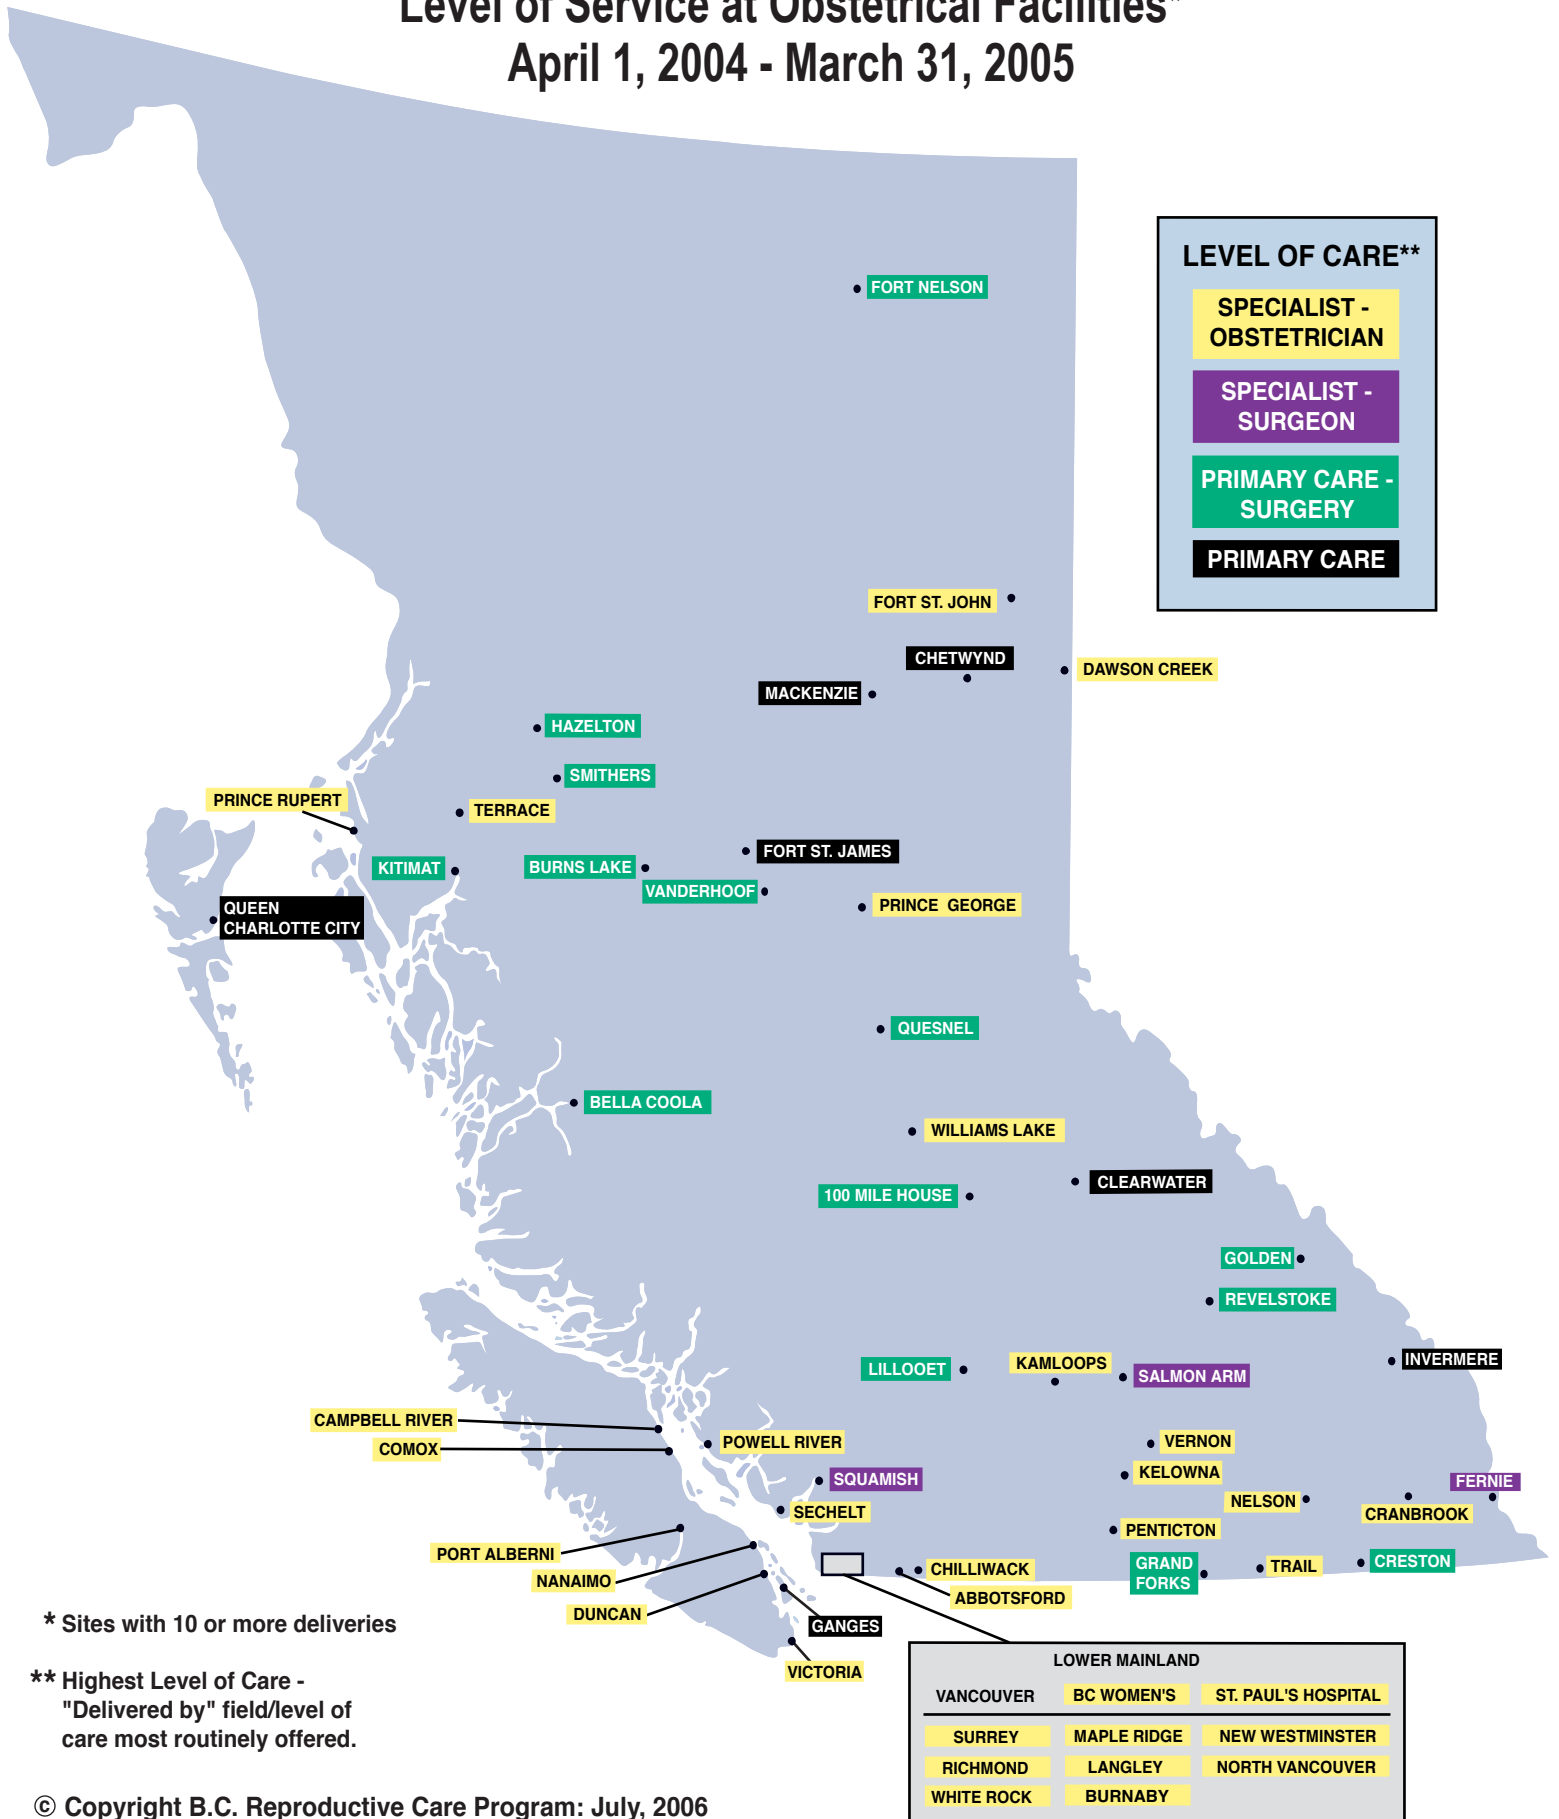 Level of Service at Obstetrical Facilities*
April 1, 2004 - March 31, 2005
LEVEL OF CARE**
SPECIALIST -
OBSTETRICIAN
SPECIALIST -
SURGEON
PRIMARY CARE -
SURGERY
PRIMARY CARE
FORT NELSON
FORT ST. JOHN
CHETWYND
DAWSON CREEK
MACKENZIE
HAZELTON
SMITHERS
PRINCE RUPERT
TERRACE
FORT ST. JAMES
KITIMAT
BURNS LAKE
VANDERHOOF
PRINCE GEORGE
QUEEN
CHARLOTTE CITY
QUESNEL
BELLA COOLA
WILLIAMS LAKE
CLEARWATER
100 MILE HOUSE
GOLDEN
REVELSTOKE
LILLOOET
KAMLOOPS
SALMON ARM
INVERMERE
CAMPBELL RIVER
COMOX
POWELL RIVER
VERNON
SQUAMISH
KELOWNA
FERNIE
NELSON
CRANBROOK
SECHELT
PENTICTON
PORT ALBERNI
NANAIMO
CHILLIWACK
GRAND
FORKS
TRAIL
CRESTON
ABBOTSFORD
DUNCAN
GANGES
VICTORIA
* Sites with 10 or more deliveries
** Highest Level of Care -
"Delivered by" field/level of
care most routinely offered.
LOWER MAINLAND
VANCOUVER BC WOMEN'S ST. PAUL'S HOSPITAL
SURREY MAPLE RIDGE NEW WESTMINSTER
RICHMOND LANGLEY NORTH VANCOUVER
WHITE ROCK BURNABY
© Copyright B.C. Reproductive Care Program: July, 2006